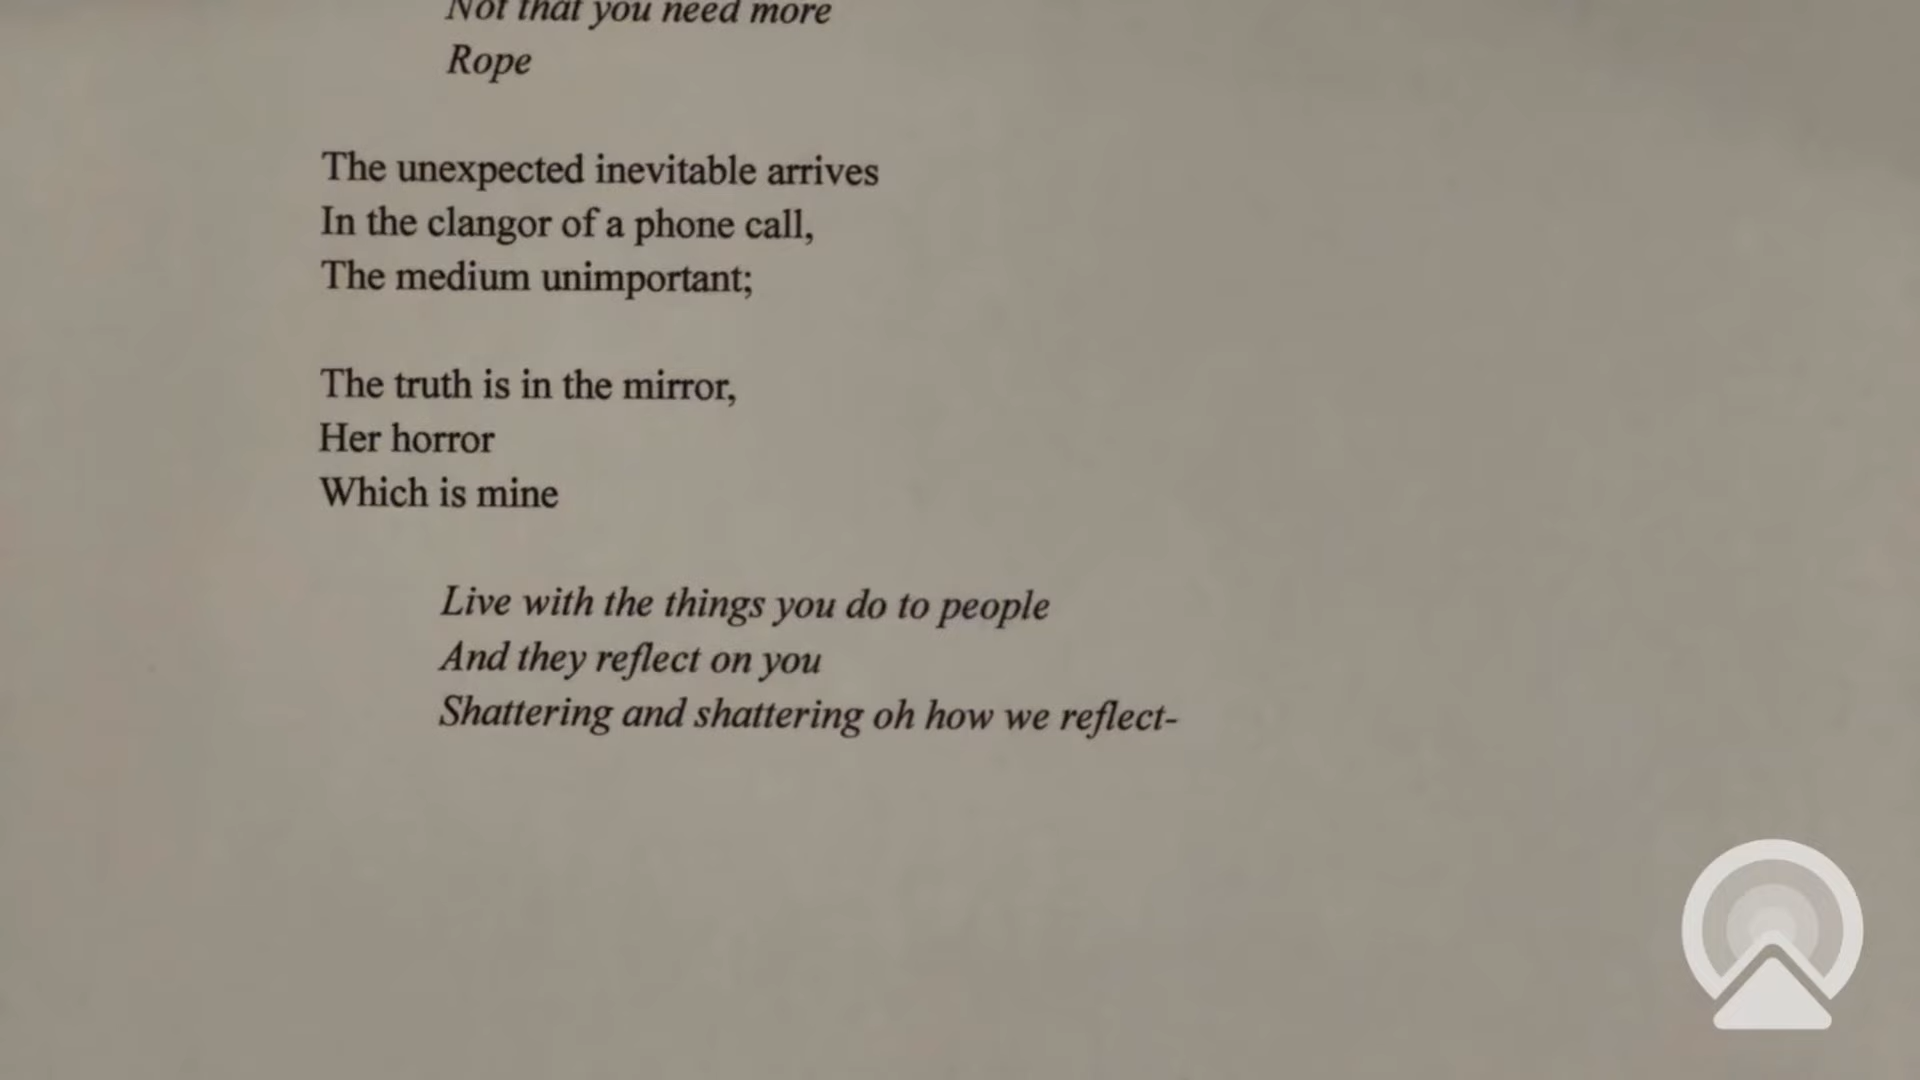 Not that you need more
Rope
The unexpected inevitable arrives
In the clangor of a phone call,
The medium unimportant;
The truth is in the mirror,
Her horror
Which is mine
Live with the things you do to people
And they reflect on you
Shattering and shattering oh how we reflect-